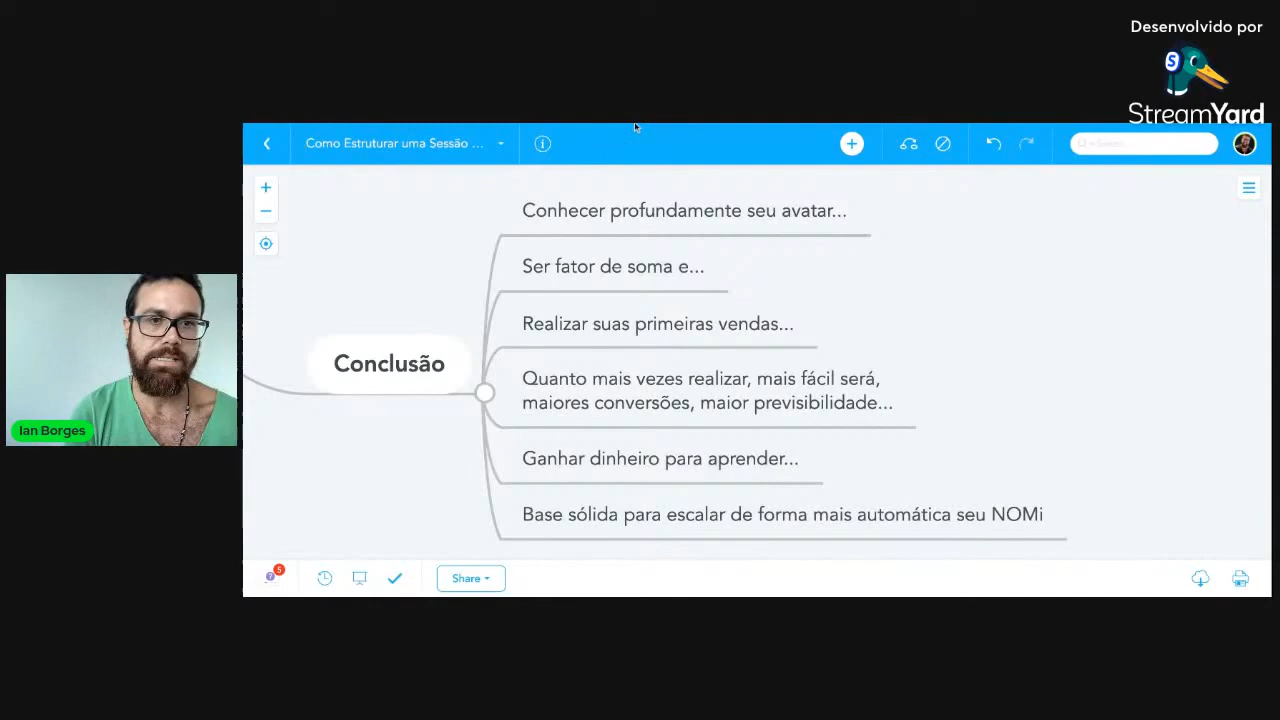 Desenvolvido por
StreamYard
Como Estruturar uma Sessão ...
Conhecer profundamente seu avatar...
Ser fator de soma e...
Realizar suas primeiras vendas...
Conclusão
Quanto mais vezes realizar, mais fácil será,
maiores conversões, maior previsibilidade...
Ian Borges
Ganhar dinheiro para aprender...
Base sólida para escalar de forma mais automática seu NOMi
5
Share